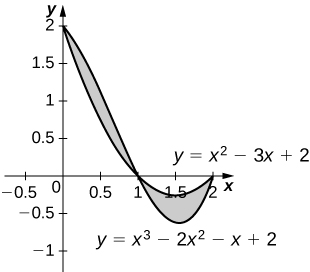 y
2
1.5
1
0.5
y = x² − 3x + 2
−0.5 0 0.5 1 1.5 2 x
−0.5
y = x³ − 2x² − x + 2
−1